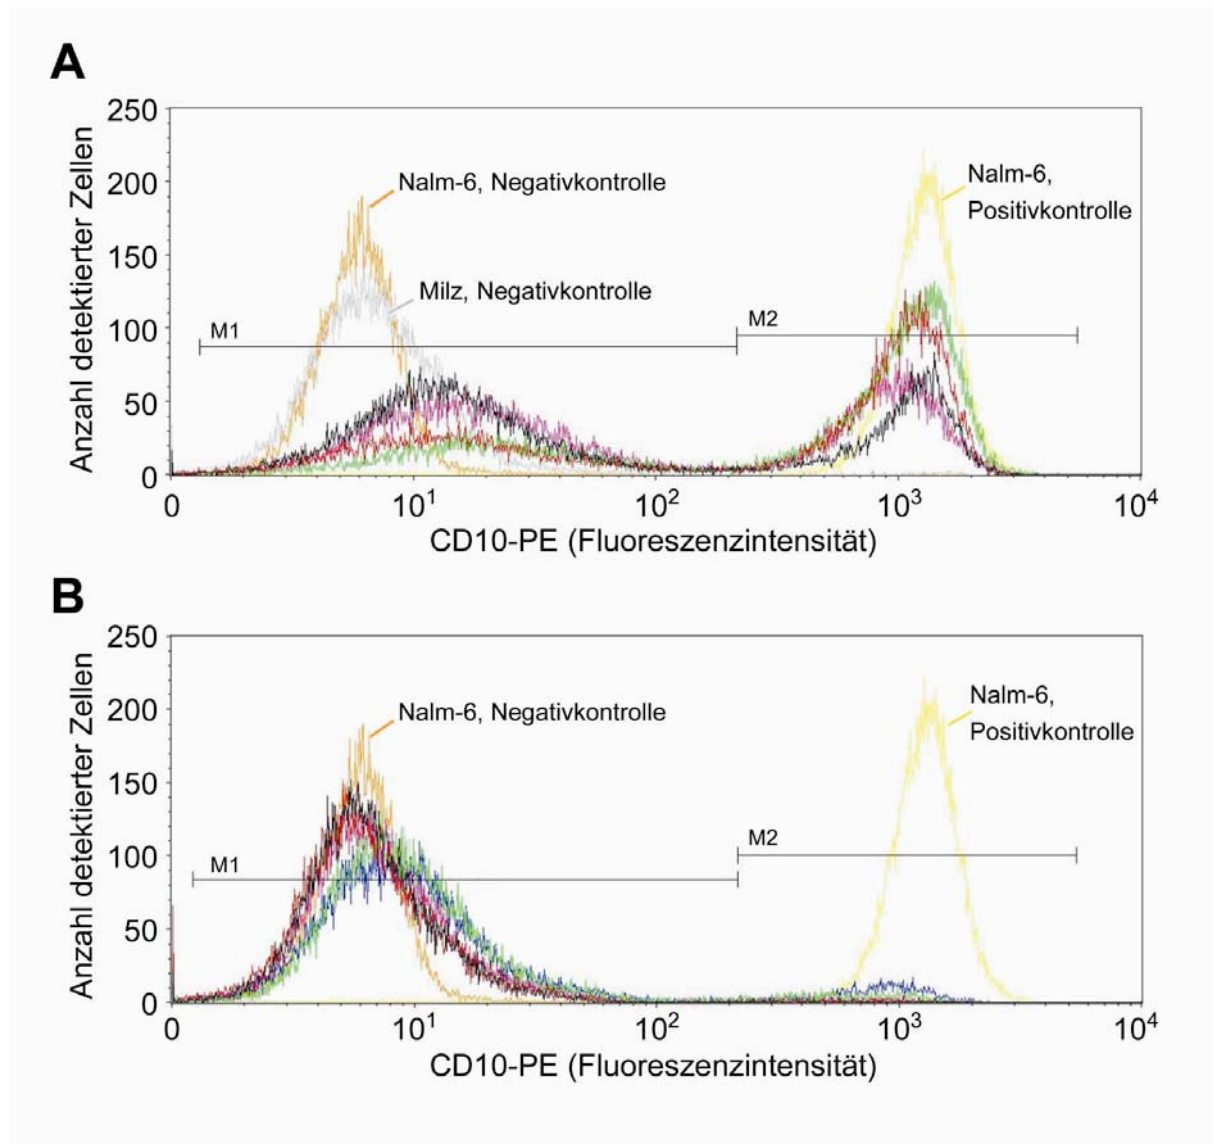 A
Anzahl detektierter Zellen
250
200
150
100
50
0
Nalm-6, Negativkontrolle
Milz, Negativkontrolle
Nalm-6,
Positivkontrolle
M1
M2
0
10¹
10²
10³
10⁴
CD10-PE (Fluoreszenzintensität)
B
Anzahl detektierter Zellen
250
200
150
100
50
0
Nalm-6, Negativkontrolle
Nalm-6,
Positivkontrolle
M1
M2
0
10¹
10²
10³
10⁴
CD10-PE (Fluoreszenzintensität)